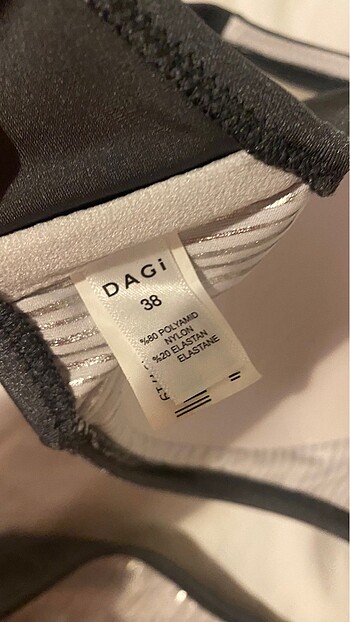 DAGi
38
%80 POLYAMID
NYLON
%20 ELASTAN
ELASTANE